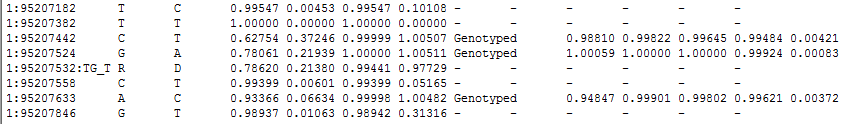 1:95207182 T C 0.99547 0.00453 0.99547 0.10108 - - - - - -
1:95207382 T T 1.00000 0.00000 1.00000 0.00000 - - - - - -
1:95207442 C T 0.62754 0.37246 0.99999 1.00507 Genotyped 0.98810 0.99822 0.99645 0.99484 0.00421
1:95207524 G A 0.78061 0.21939 1.00000 1.00511 Genotyped 1.00059 1.00000 1.00000 0.99924 0.00083
1:95207532:TG_T R D 0.78620 0.21380 0.99441 0.97729 - - - - - -
1:95207558 C T 0.99399 0.00601 0.99399 0.05165 - - - - - -
1:95207633 A C 0.93366 0.06634 0.99998 1.00482 Genotyped 0.94847 0.99901 0.99802 0.99621 0.00372
1:95207846 G T 0.98937 0.01063 0.98942 0.31316 - - - - - -